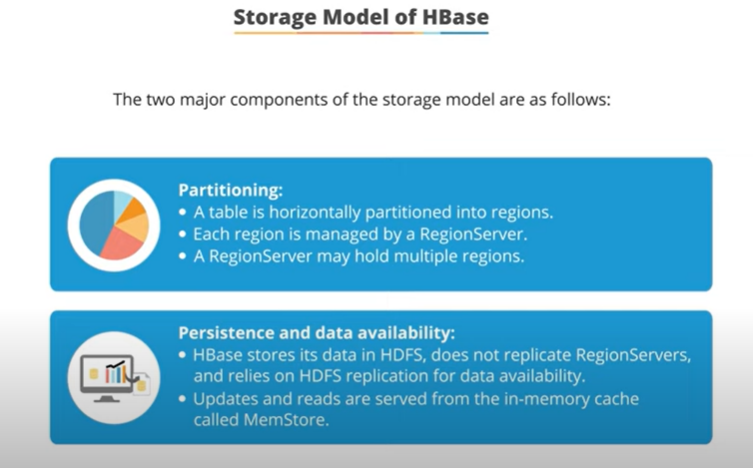 Storage Model of HBase
The two major components of the storage model are as follows:
Partitioning:
• A table is horizontally partitioned into regions.
• Each region is managed by a RegionServer.
• A RegionServer may hold multiple regions.
Persistence and data availability:
• HBase stores its data in HDFS, does not replicate RegionServers,
and relies on HDFS replication for data availability.
• Updates and reads are served from the in-memory cache
called MemStore.